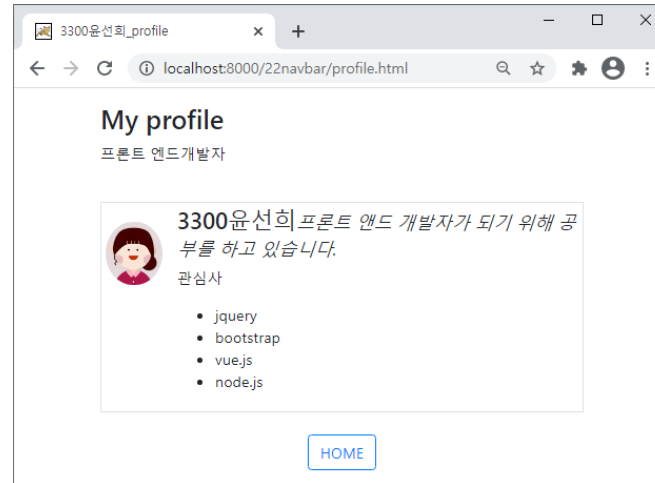 3300윤선희_profile
localhost:8000/22navbar/profile.html
My profile
프론트 엔드개발자
3300윤선희프론트 앤드 개발자가 되기 위해 공
부를 하고 있습니다.
관심사
jquery
bootstrap
vue.js
node.js
HOME